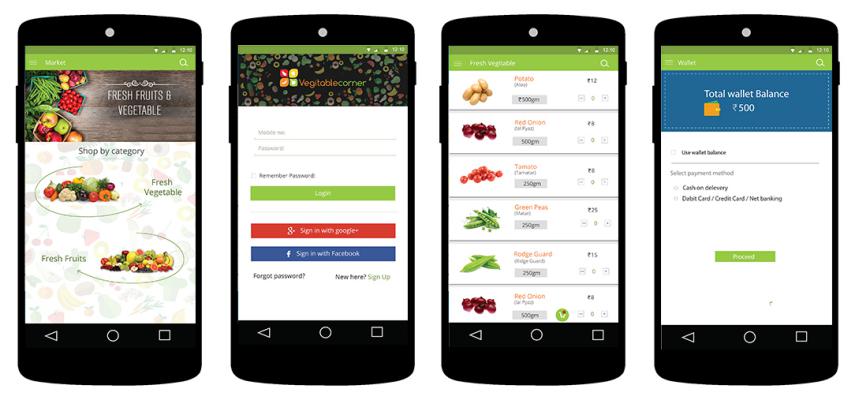 12:10
Market
FRESH FRUITS &
VEGETABLE
Shop by category
Fresh
Vegetable
Fresh Fruits
12:10
Vegitablecorner
Mobile no:
Password:
Remember Password:
Login
g+ Sign in with google+
f Sign in with Facebook
Forgot password?
New here? Sign Up
12:10
Fresh Vegitable
Potato
(Aloo)
₹12
₹500gm
0
Red Onion
(lal Pyaz)
₹8
500gm
0
Tamato
(Tamatar)
₹8
250gm
0
Green Peas
(Matar)
₹25
250gm
0
Rodge Guard
(Ridge Guard)
₹15
250gm
0
Red Onion
(lal Pyaz)
₹8
500gm
0
12:10
Wallet
Total wallet Balance
₹500
Use wallet balance
Select payment method
Cash on delevery
Debit Card / Credit Card / Net banking
Proceed